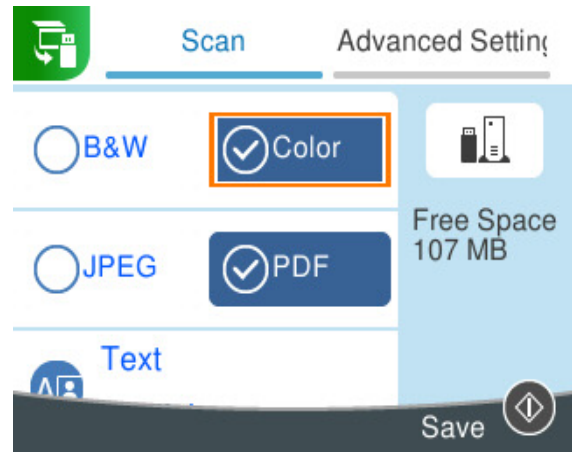 Scan Advanced Setting
B&W Color
Free Space
107 MB
JPEG PDF
Text
Save